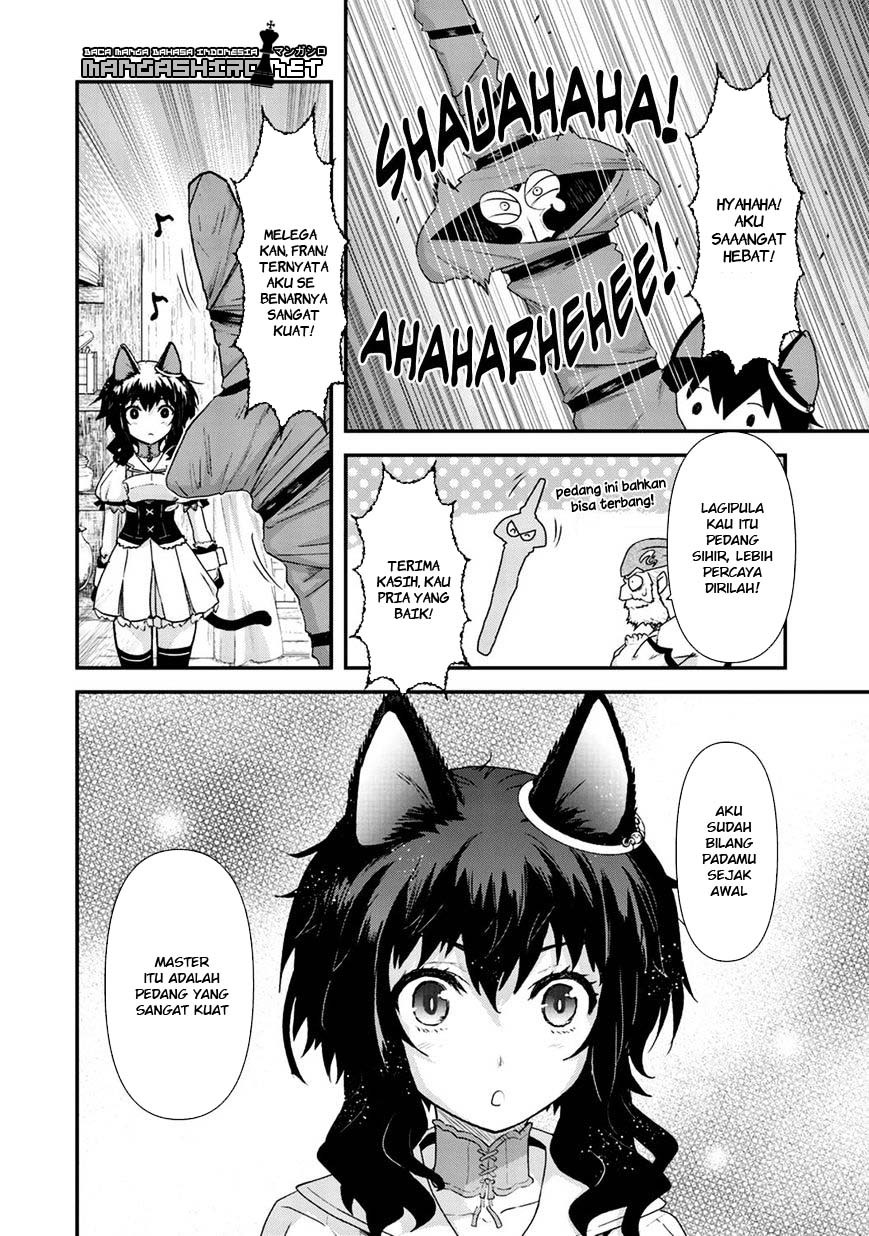 BACA MANGA BAHASA INDONESIA マンガシロ
MANGASHIRO.NET
SHAUAHAHA!
HYAHAHA!
AKU
SAAANGAT
HEBAT!
AHAHARHEHEE!
MELEGA
KAN, FRAN!
TERNYATA
AKU SE
BENARNYA
SANGAT
KUAT!
LAGIPULA
KAU ITU
PEDANG
SIHIR, LEBIH
PERCAYA
DIRILAH!
pedang ini bahkan
bisa terbang!
TERIMA
KASIH, KAU
PRIA YANG
BAIK!
AKU
SUDAH
BILANG
PADAMU
SEJAK
AWAL
MASTER
ITU ADALAH
PEDANG YANG
SANGAT KUAT